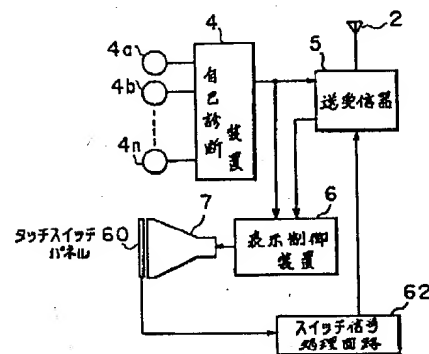 4
2
5
4a
4b
4n
自己診断
装置
送受信器
7
6
タッチスイッチ 60
パネル
表示制御
装置
62
スイッチ信号
処理回路